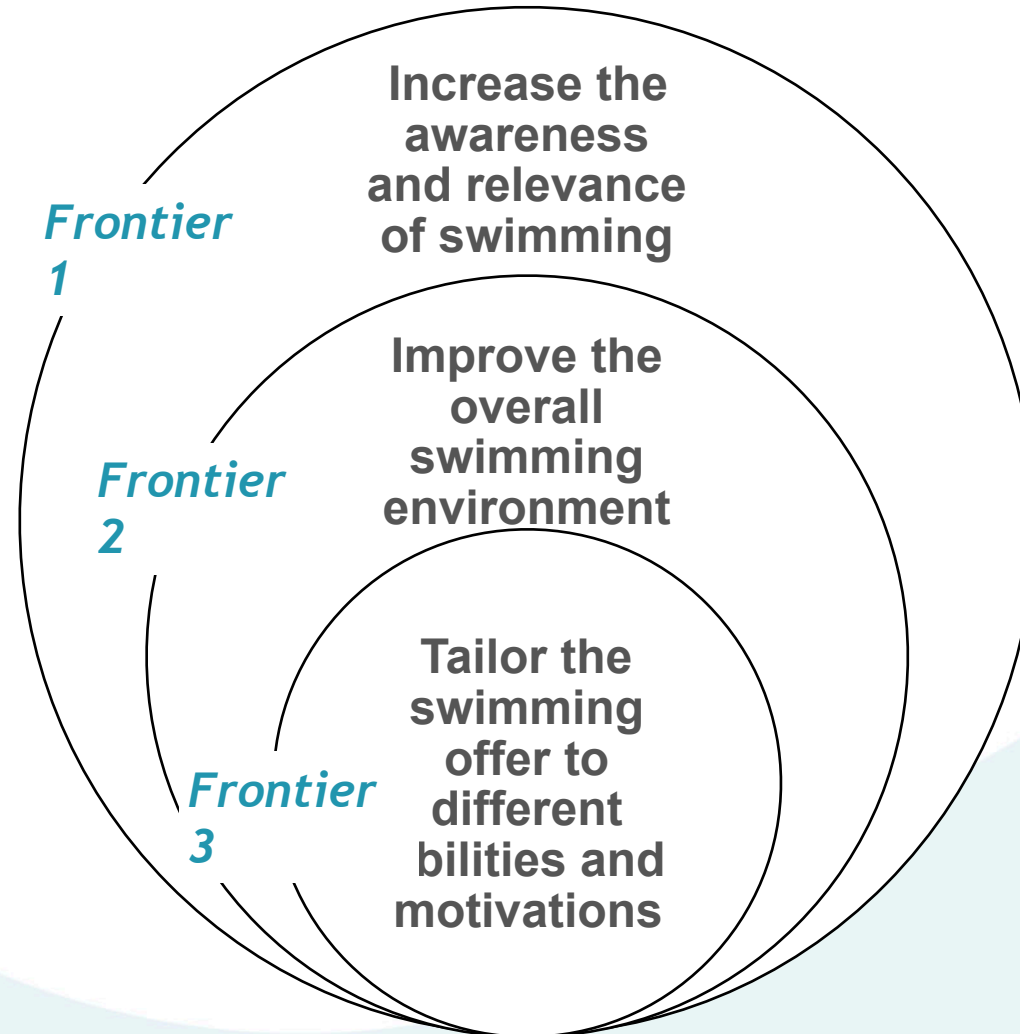 Increase the
awareness
and relevance
of swimming
Frontier
1
Improve the
overall
swimming
environment
Frontier
2
Tailor the
swimming
offer to
different
bilities and
motivations
Frontier
3